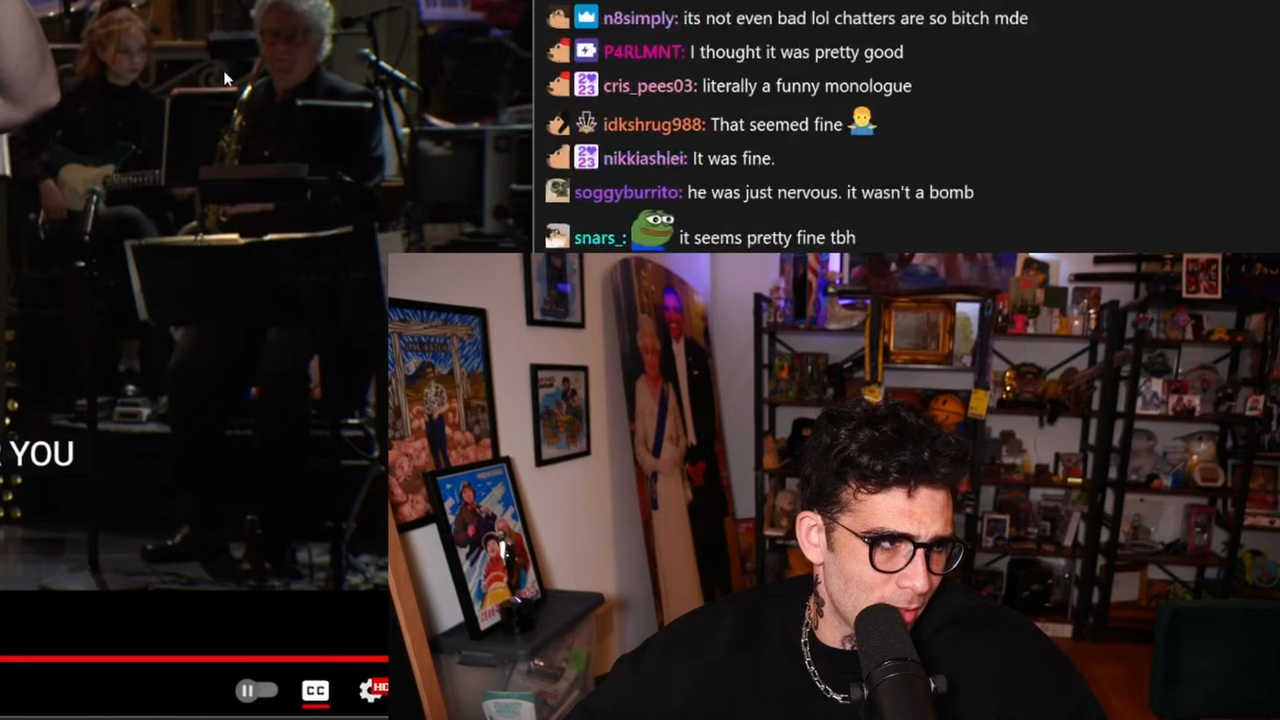 n8simply: its not even bad lol chatters are so bitch mde
P4RLMNT: I thought it was pretty good
cris_pees03: literally a funny monologue
idkshrug988: That seemed fine
nikkiashlei: It was fine.
soggyburrito: he was just nervous. it wasn't a bomb
snars_: it seems pretty fine tbh
YOU
CC
HD